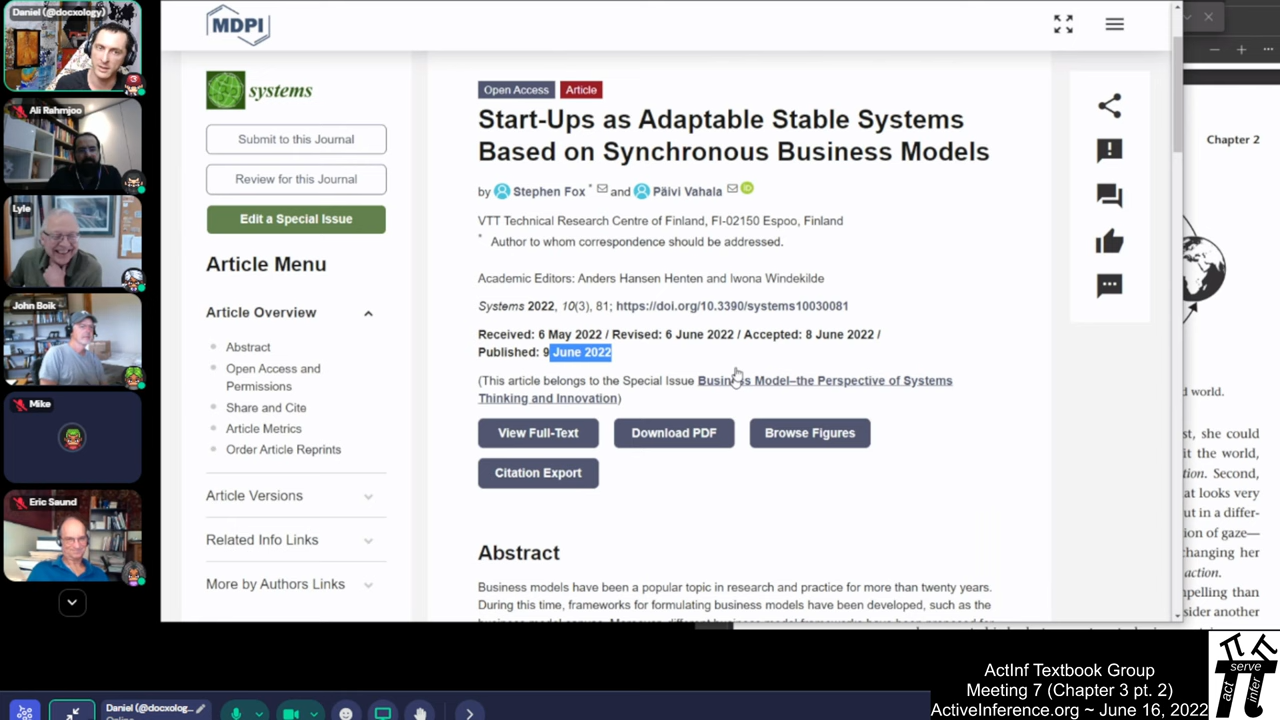 Daniel (@docxology)
Ali Rahmjoo
Lyle
John Boik
Mike
Eric Saund
MDPI
systems
Submit to this Journal
Review for this Journal
Edit a Special Issue
Article Menu
Article Overview
Abstract
Open Access and
Permissions
Share and Cite
Article Metrics
Order Article Reprints
Article Versions
Related Info Links
More by Authors Links
Open Access Article
Start-Ups as Adaptable Stable Systems
Based on Synchronous Business Models
by Stephen Fox * and Päivi Vahala
VTT Technical Research Centre of Finland, FI-02150 Espoo, Finland
* Author to whom correspondence should be addressed.
Academic Editors: Anders Hansen Henten and Iwona Windekilde
Systems 2022, 10(3), 81; https://doi.org/10.3390/systems10030081
Received: 6 May 2022 / Revised: 6 June 2022 / Accepted: 8 June 2022 /
Published: 9 June 2022
(This article belongs to the Special Issue Business Model–the Perspective of Systems
Thinking and Innovation)
View Full-Text Download PDF Browse Figures
Citation Export
Abstract
Business models have been a popular topic in research and practice for more than twenty years.
During this time, frameworks for formulating business models have been developed, such as the
Chapter 2
world.
st, she could
it the world,
tion. Second,
at looks very
ut in a differ-
ion of gaze—
changing her
action.
pelling than
sider another
Daniel (@docxolog...
Online
ActInf Textbook Group
Meeting 7 (Chapter 3 pt. 2)
ActiveInference.org ~ June 16, 2022
act serve infer